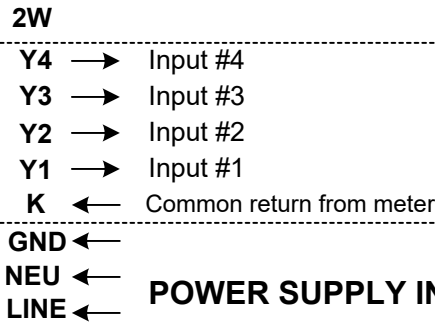 2W
Y4 Input #4
Y3 Input #3
Y2 Input #2
Y1 Input #1
K Common return from meter
GND
NEU
LINE
POWER SUPPLY IN